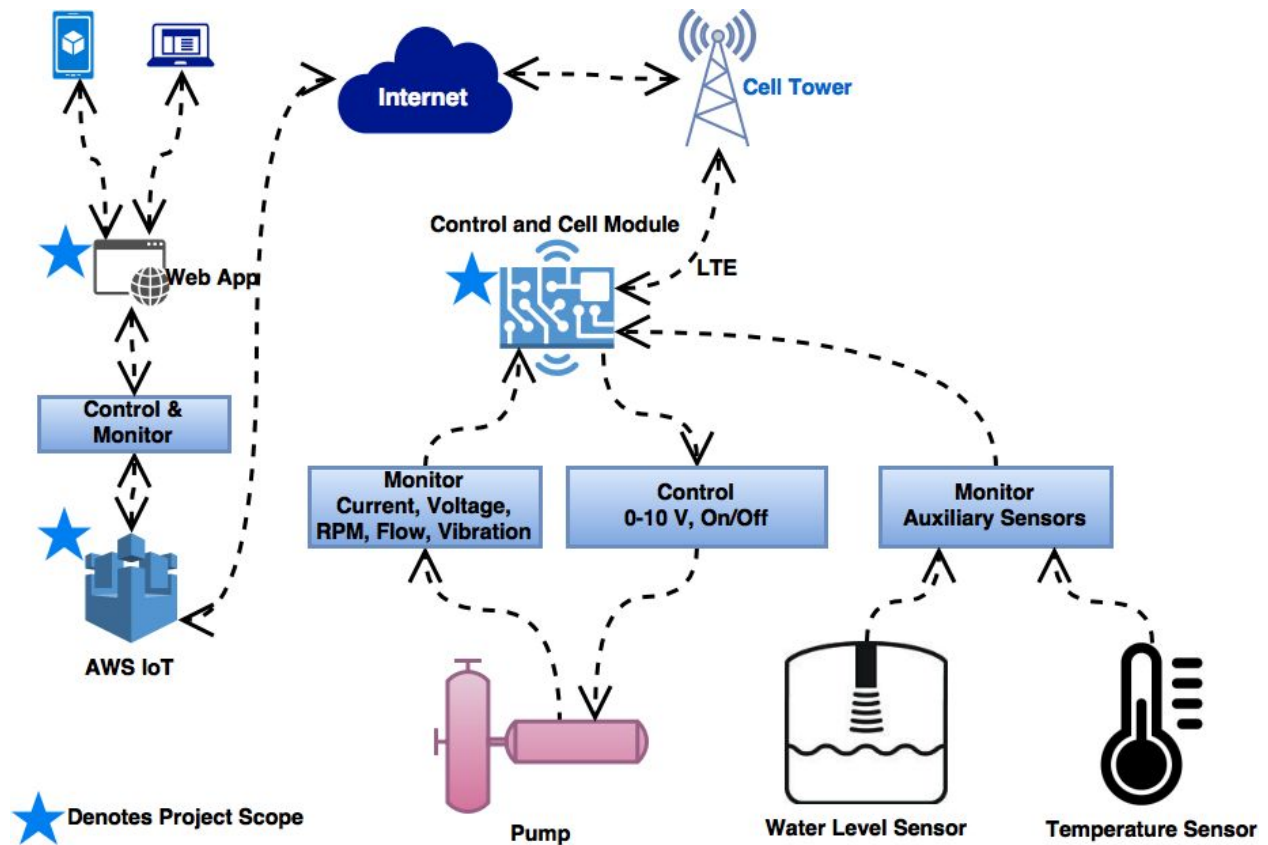 Internet
Cell Tower
Control and Cell Module
Web App
LTE
Control &
Monitor
Monitor
Current, Voltage,
RPM, Flow, Vibration
Control
0-10 V, On/Off
Monitor
Auxiliary Sensors
AWS IoT
Denotes Project Scope
Pump
Water Level Sensor
Temperature Sensor